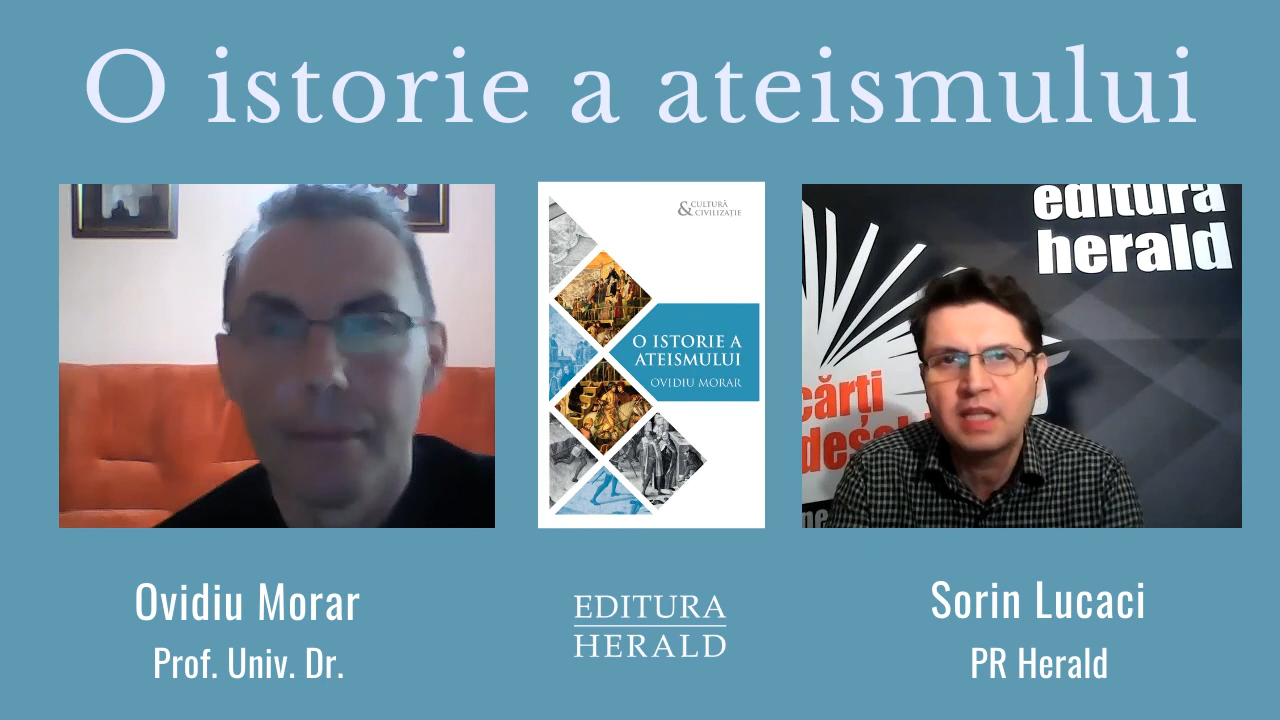 O istorie a ateismului
& CULTURĂ
CIVILIZAȚIE
O ISTORIE A
ATEISMULUI
OVIDIU MORAR
editura
herald
cărți
Ovidiu Morar
Prof. Univ. Dr.
EDITURA
HERALD
Sorin Lucaci
PR Herald